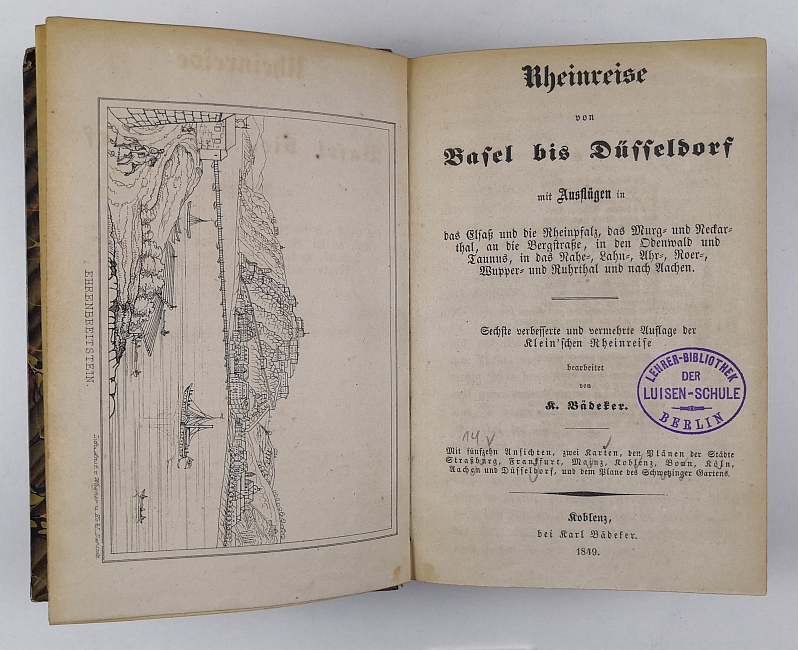 EHRENBREITSTEIN.
Rheinreise
von
Basel bis Düsseldorf
mit Ausflügen in
das Elsaß und die Rheinpfalz, das Murg- und Neckar-
thal, an die Bergstraße, in den Odenwald und
Taunus, in das Nahe-, Lahn-, Ahr-, Roer-,
Wupper- und Ruhrthal und nach Aachen.
Sechste verbesserte und vermehrte Auflage der
Klein'schen Rheinreise
bearbeitet
von
K. Bädeker.
LEHRER-BIBLIOTHEK
DER
LUISEN-SCHULE
BERLIN
14
Mit fünfzehn Ansichten, zwei Karten, den Plänen der Städte
Straßburg, Frankfurt, Mainz, Koblenz, Bonn, Köln,
Aachen und Düsseldorf, und dem Plane des Schwetzinger Gartens.
Koblenz,
bei Karl Bädeker.
1849.